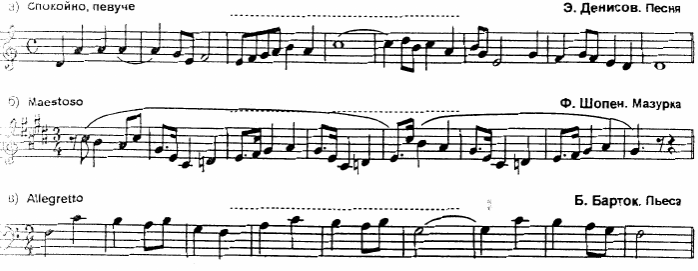 а) Спокойно, певуче
Э. Денисов. Песня
б) Maestoso
Ф. Шопен. Мазурка
в) Allegretto
Б. Барток. Пьеса